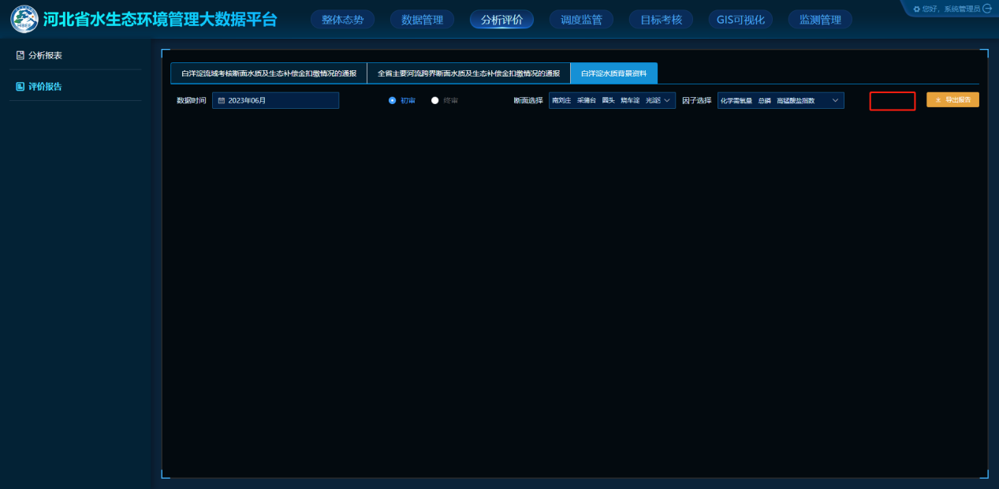 河北省水生态环境管理大数据平台
整体态势
数据管理
分析评价
调度监管
目标考核
GIS可视化
监测管理
您好，系统管理员
分析报表
评价报告
白洋淀流域考核断面水质及生态补偿金扣缴情况的通报
全省主要河流跨界断面水质及生态补偿金扣缴情况的通报
白洋淀水质背景资料
数据时间
2023年06月
初审
终审
断面选择
南刘庄 采蒲台 圈头 烧车淀
因子选择
化学需氧量 总磷 高锰酸盐指数
导出报告